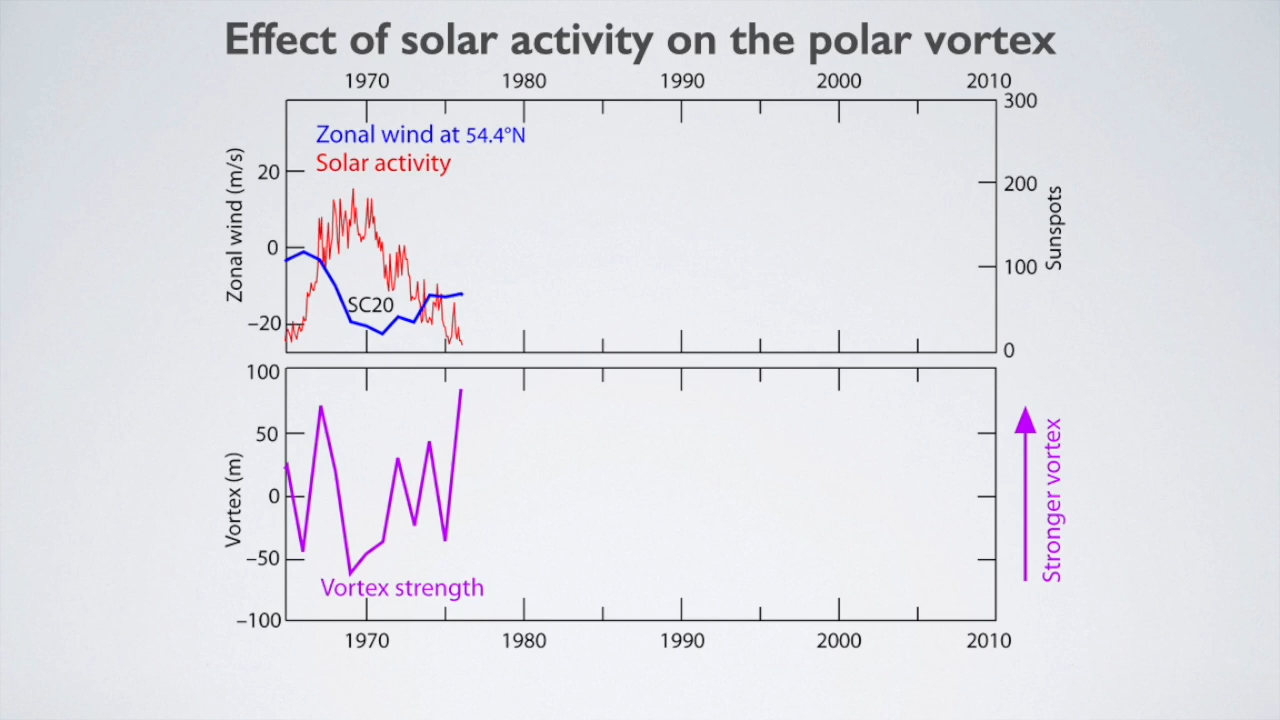 Effect of solar activity on the polar vortex
1970 1980 1990 2000 2010
Zonal wind at 54.4°N
Solar activity
SC20
Zonal wind (m/s)
20
0
−20
300
200
100
0
Sunspots
100
50
0
−50
−100
Vortex (m)
Vortex strength
Stronger vortex
1970 1980 1990 2000 2010